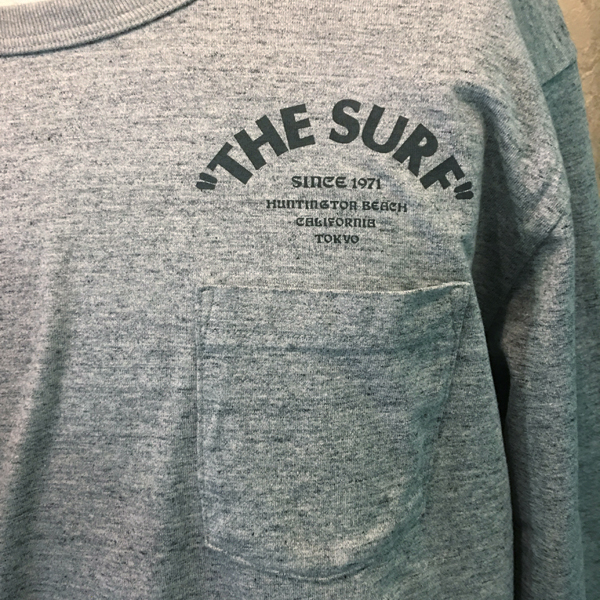 "THE SURF"
SINCE 1971
HUNTINGTON BEACH
CALIFORNIA
TOKYO